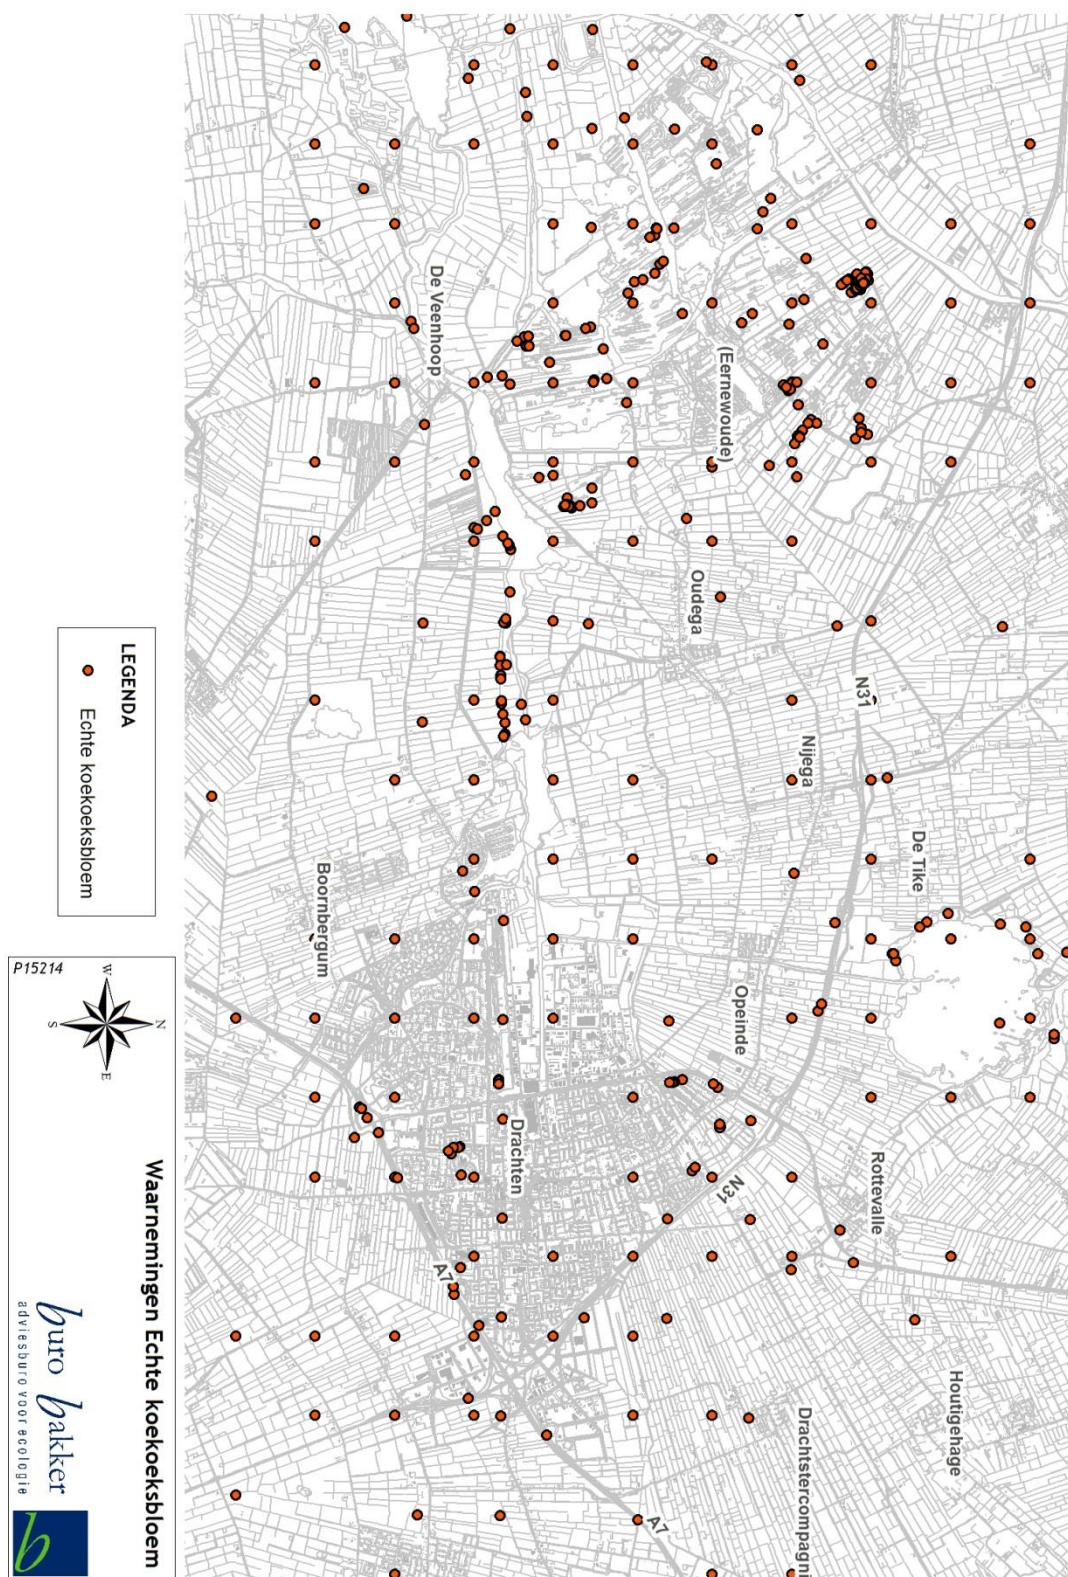 De Veenhoop
(Eernewoude)
Oudega
N31
Nijega
De Tike
Boornbergum
Opeinde
Drachten
N31
Rottevalle
A7
Houtigehage
Drachtstercompagni
A7
LEGENDA
Echte koekoeksbloem
P15214
N
W
E
S
Waarnemingen Echte koekoeksbloem
buro bakker
adviesburo voor ecologie
b